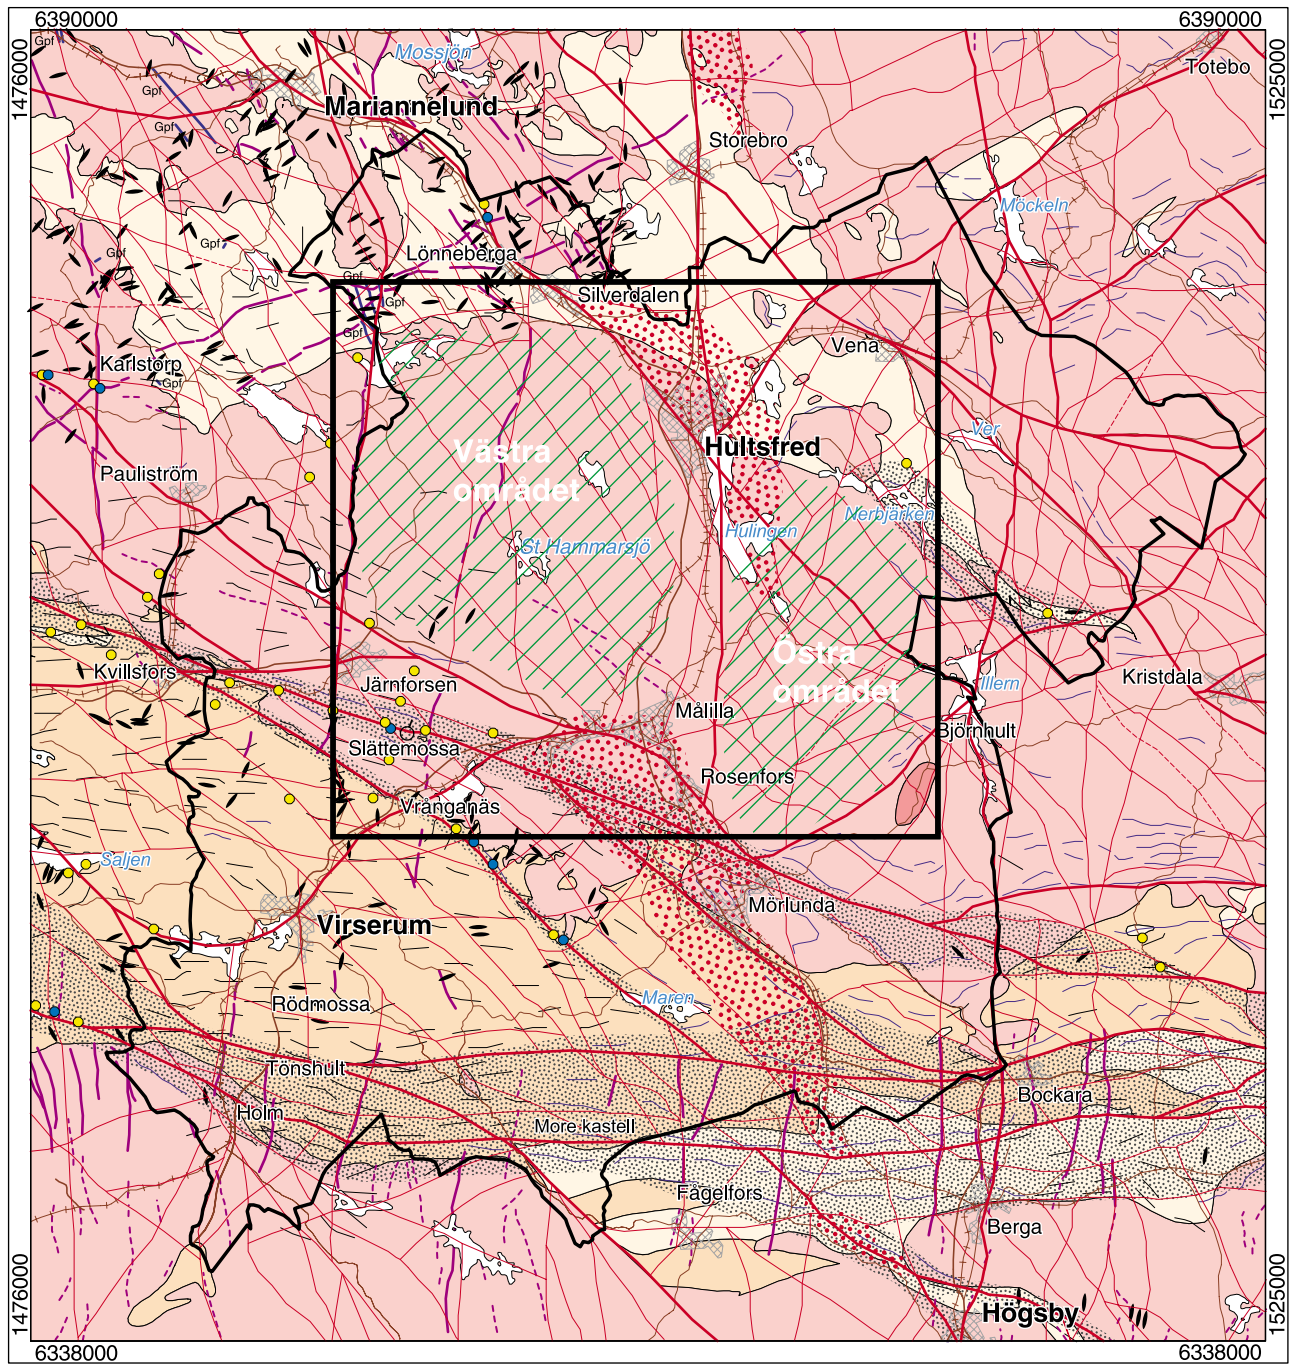 6390000
6390000
1476000
1525000
Gpf
Mossjön
Totebo
Gpf
Mariannelund
Gpf
Storebro
Möckeln
Gpf
Lönneberga
Gpf
Gpf
Silverdalen
Gpf
Gpf
Vena
Karlstorp
Gpf
Ver
Västra
området
Hultsfred
Pauliström
Nerbjärken
Hulingen
St Hammarsjö
Östra
området
Kvillsfors
Järnforsen
Illern
Kristdala
Målilla
Björnhult
Slättemossa
Rosenfors
Vrånganäs
Saljen
Mörlunda
Virserum
Maren
Rödmossa
Tönshult
Bockara
Holm
More kastell
Fågelfors
Berga
Högsby
1476000
1525000
6338000
6338000